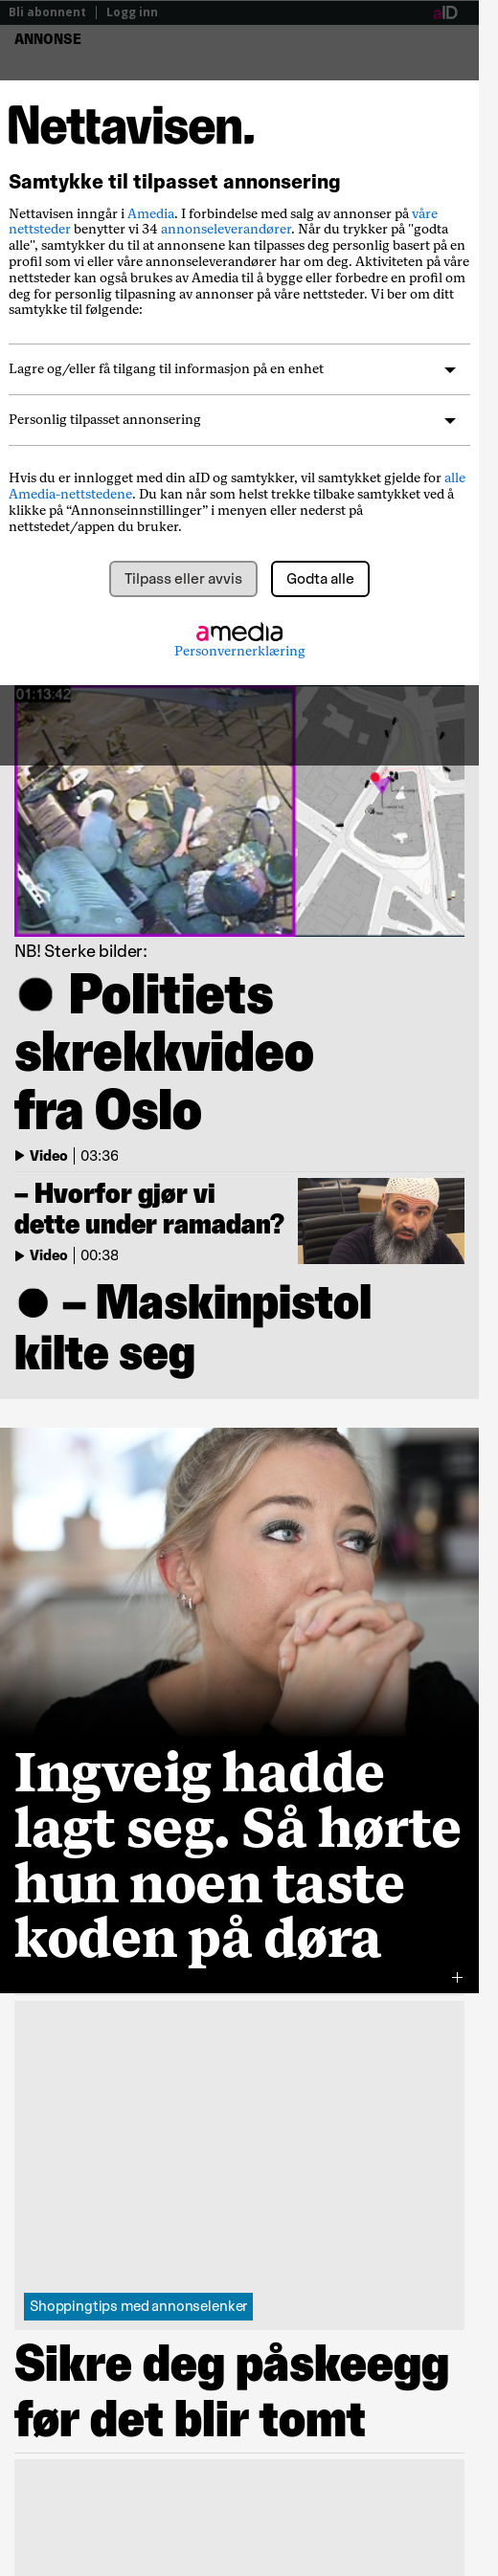 Bli abonnent
Logg inn
aID
ANNONSE
Nettavisen.
Samtykke til tilpasset annonsering
Nettavisen inngår i Amedia. I forbindelse med salg av annonser på våre
nettsteder benytter vi 34 annonseleverandører. Når du trykker på "godta
alle", samtykker du til at annonsene kan tilpasses deg personlig basert på en
profil som vi eller våre annonseleverandører har om deg. Aktiviteten på våre
nettsteder kan også brukes av Amedia til å bygge eller forbedre en profil om
deg for personlig tilpasning av annonser på våre nettsteder. Vi ber om ditt
samtykke til følgende:
Lagre og/eller få tilgang til informasjon på en enhet
Personlig tilpasset annonsering
Hvis du er innlogget med din aID og samtykker, vil samtykket gjelde for alle
Amedia-nettstedene. Du kan når som helst trekke tilbake samtykket ved å
klikke på “Annonseinnstillinger” i menyen eller nederst på
nettstedet/appen du bruker.
Tilpass eller avvis
Godta alle
amedia
Personvernerklæring
01:13:42
NB! Sterke bilder:
● Politiets
skrekkvideo
fra Oslo
Video | 03:36
– Hvorfor gjør vi
dette under ramadan?
Video | 00:38
● – Maskinpistol
kilte seg
Ingveig hadde
lagt seg. Så hørte
hun noen taste
koden på døra
+
Shoppingtips med annonselenker
Sikre deg påskeegg
før det blir tomt